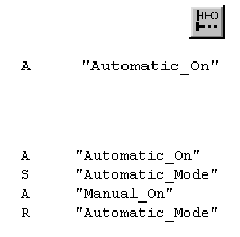 A "Automatic_On"
A "Automatic_On"
S "Automatic_Mode"
A "Manual_On"
R "Automatic_Mode"